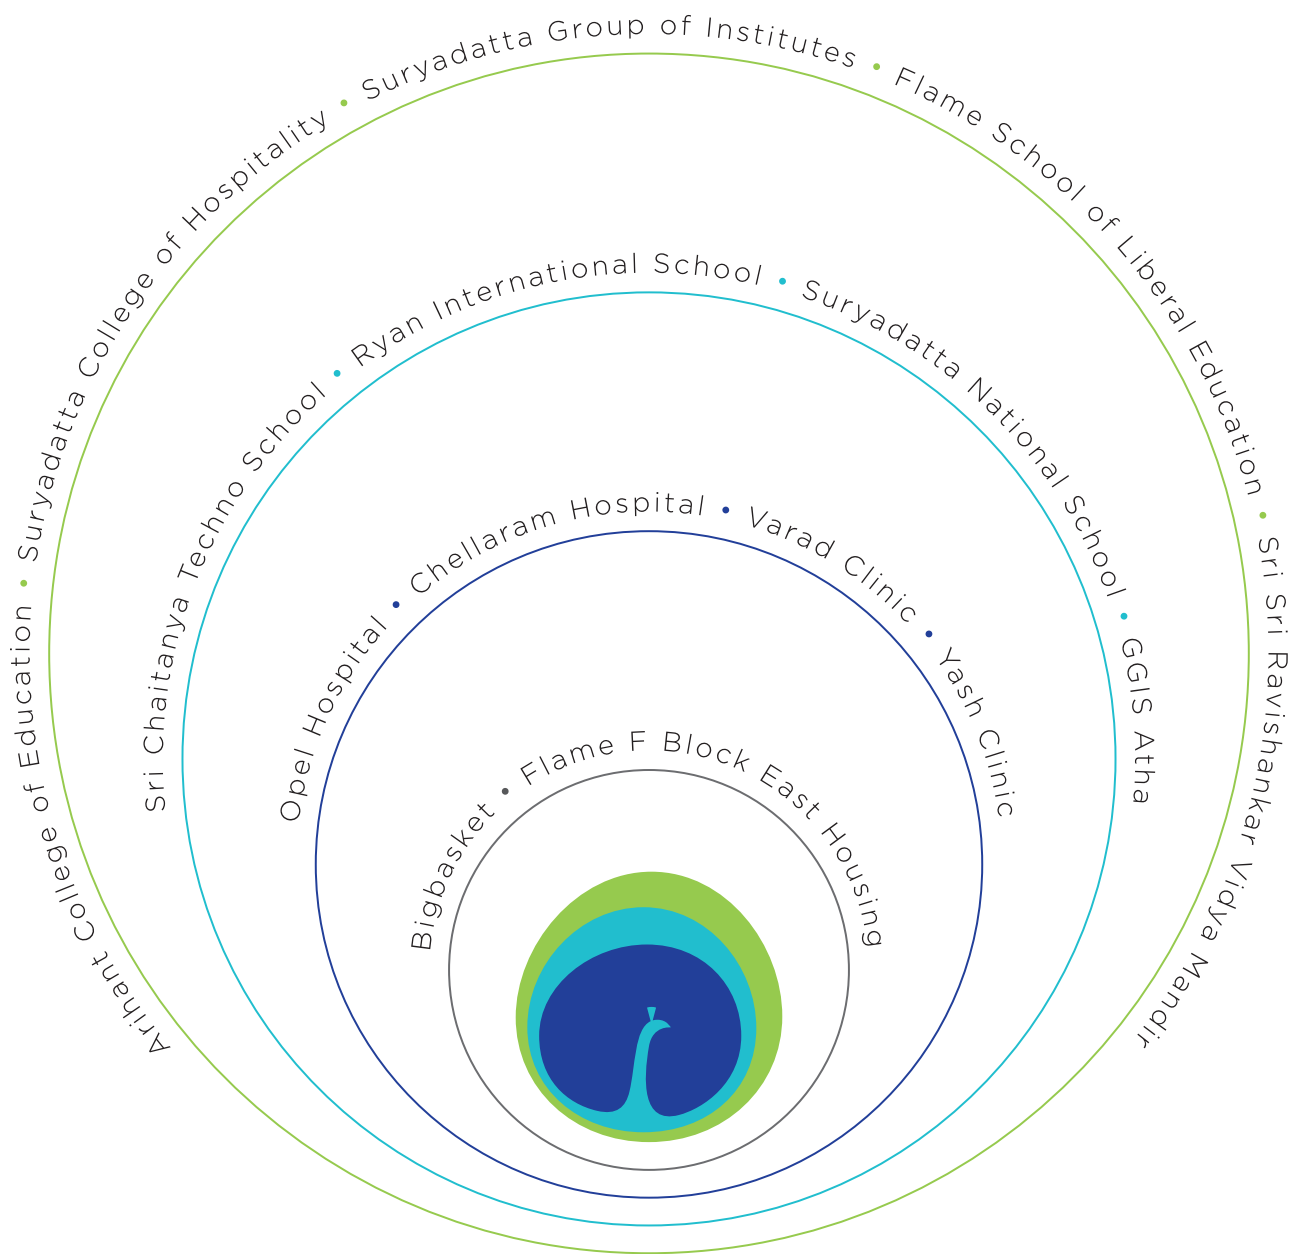 Arihant College of Education • Suryadatta College of Hospitality • Suryadatta Group of Institutes • Flame School of Liberal Education • Sri Sri Ravishankar Vidya Mandir
Sri Chaitanya Techno School • Ryan International School • Suryadatta National School • GGIS Atha
Opel Hospital • Chellaram Hospital • Varad Clinic • Yash Clinic
Bigbasket • Flame F Block East Housing